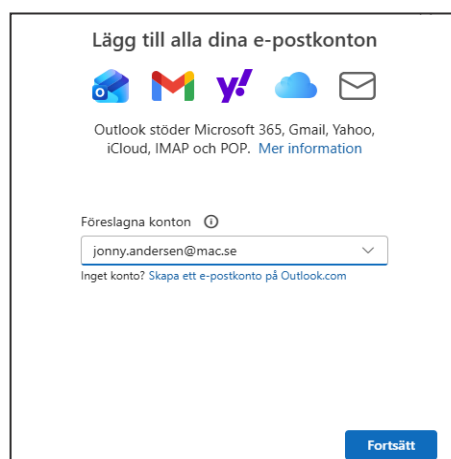 Lägg till alla dina e-postkonton
Outlook stöder Microsoft 365, Gmail, Yahoo,
iCloud, IMAP och POP. Mer information
Föreslagna konton
jonny.andersen@mac.se
Inget konto? Skapa ett e-postkonto på Outlook.com
Fortsätt